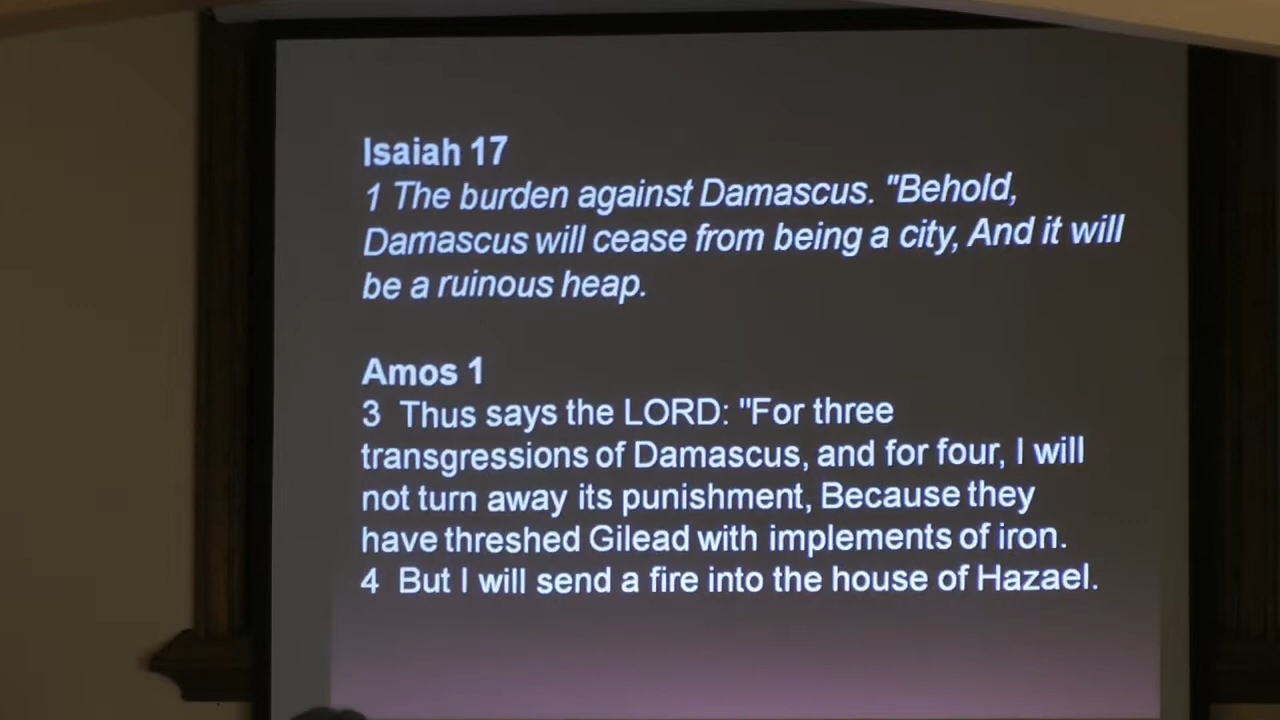 Isaiah 17
1 The burden against Damascus. "Behold,
Damascus will cease from being a city, And it will
be a ruinous heap.
Amos 1
3 Thus says the LORD: "For three
transgressions of Damascus, and for four, I will
not turn away its punishment, Because they
have threshed Gilead with implements of iron.
4 But I will send a fire into the house of Hazael.